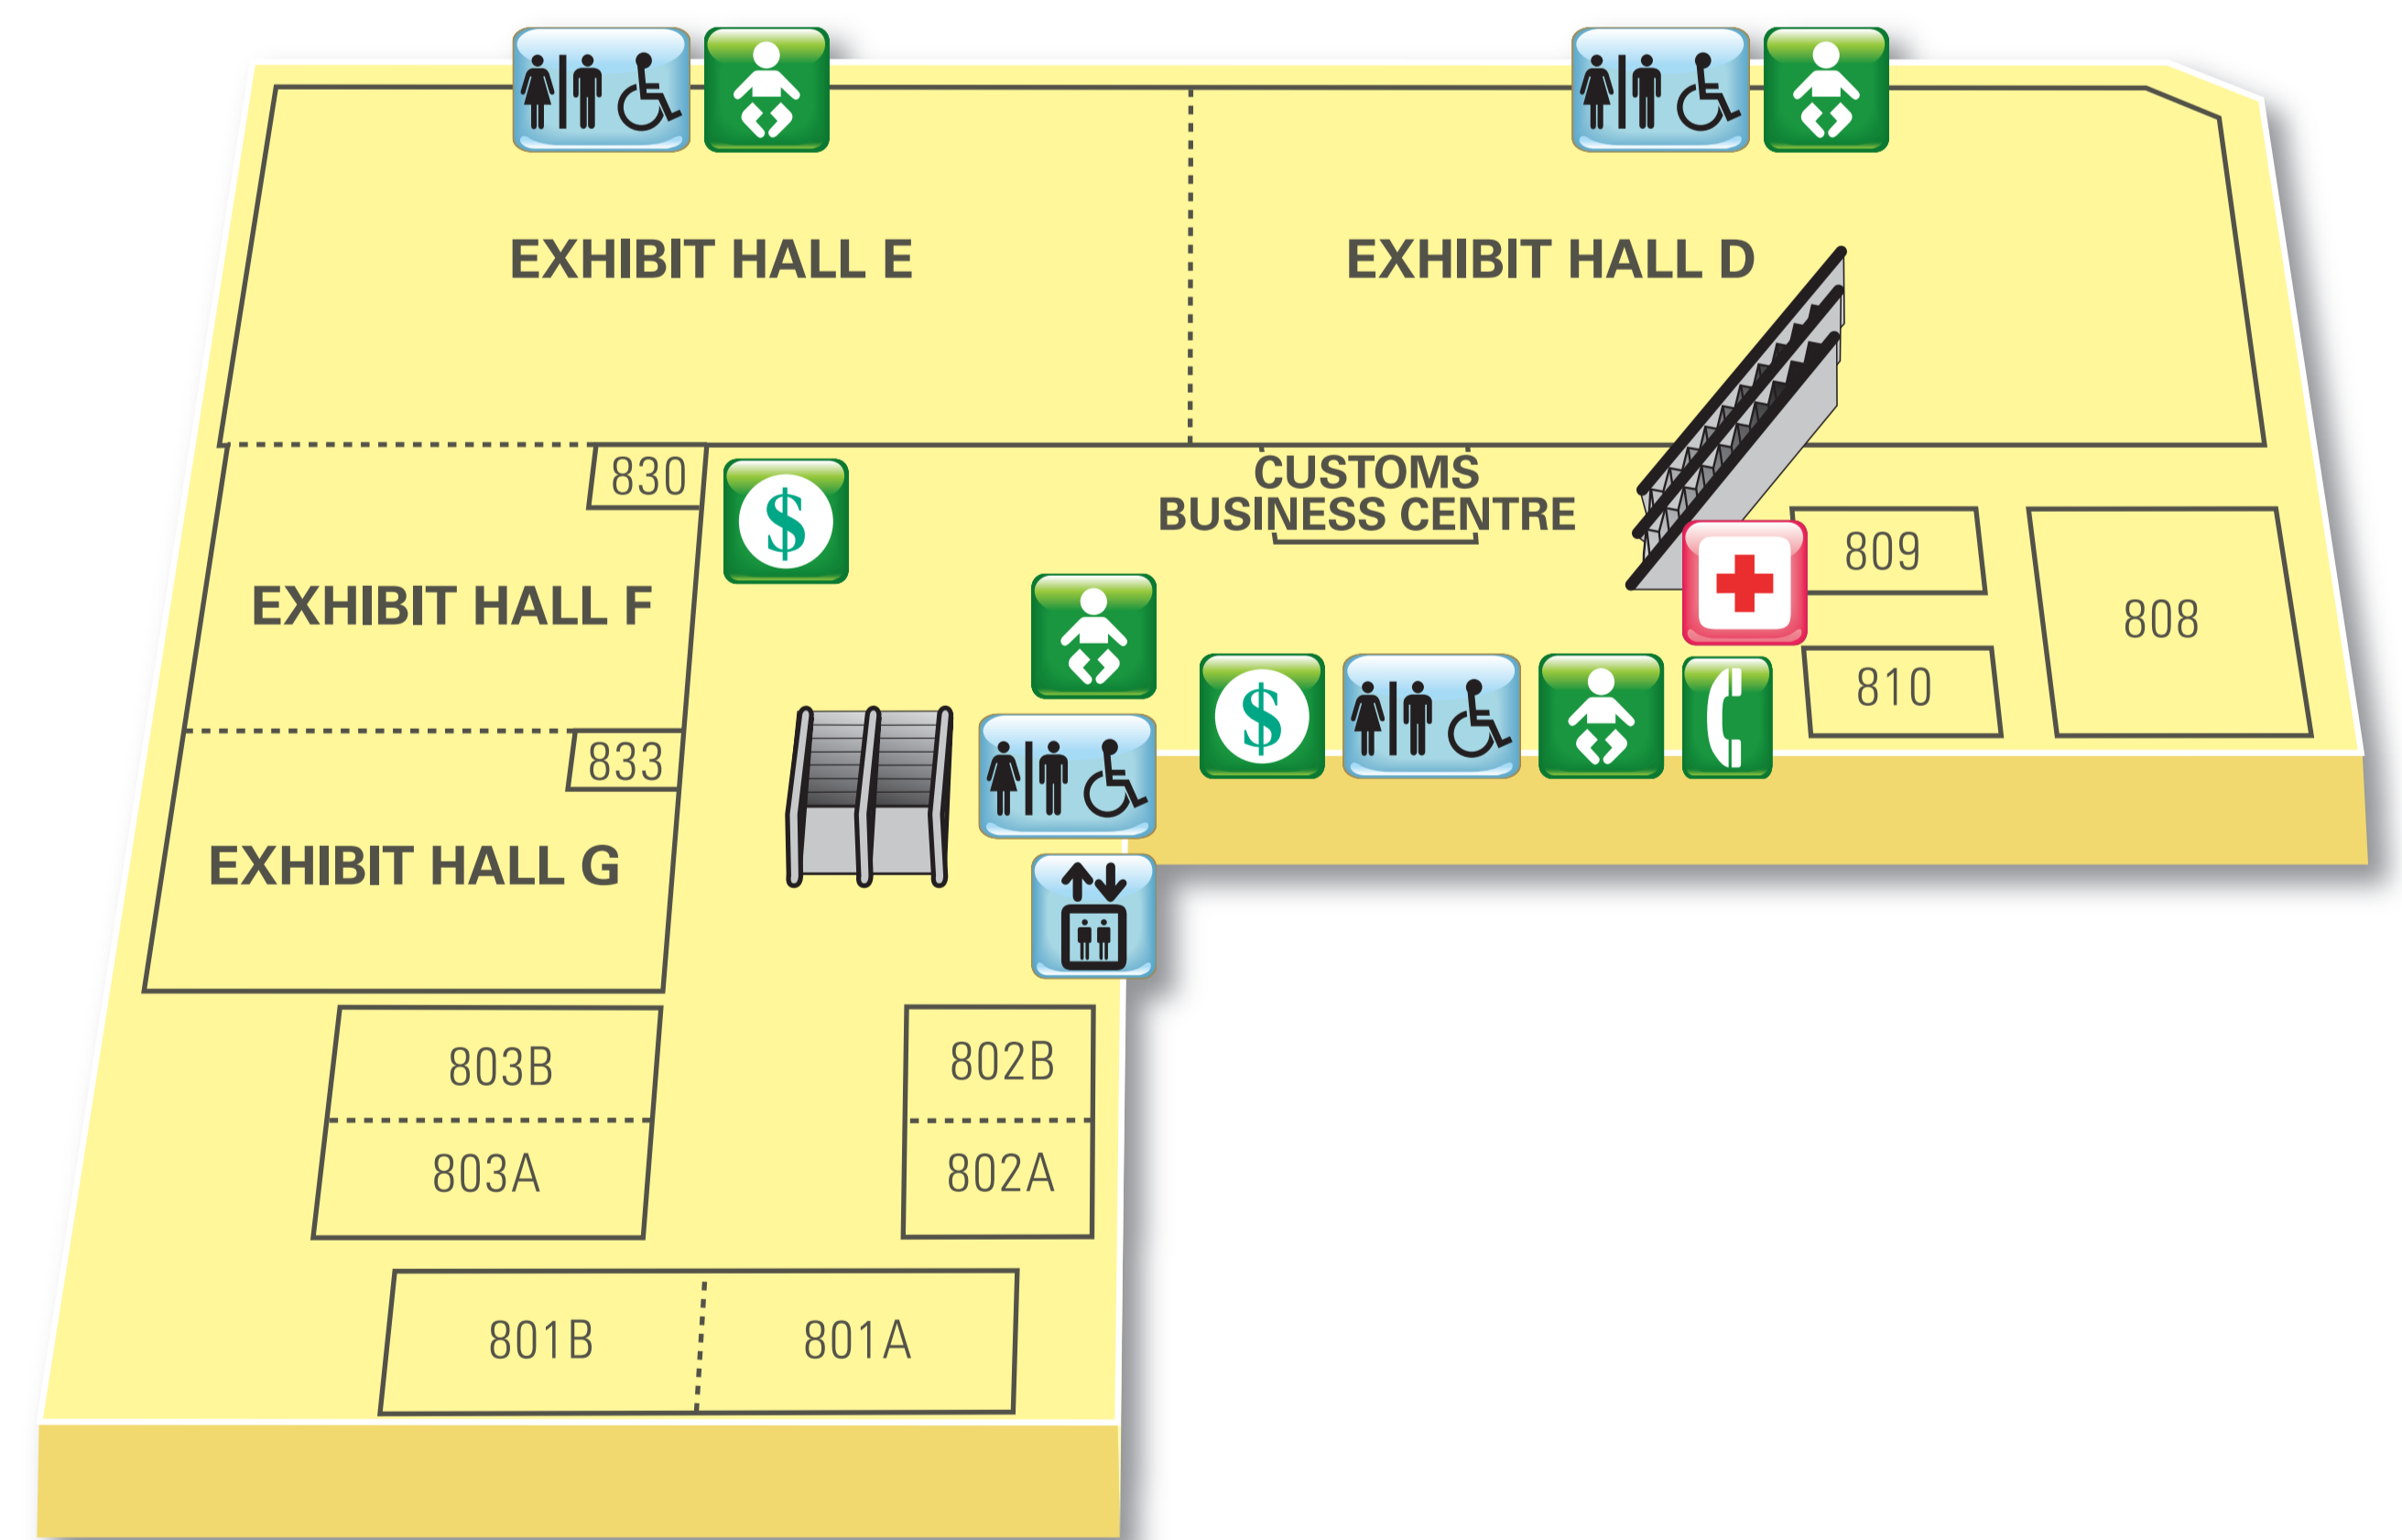 EXHIBIT HALL E
EXHIBIT HALL D
830
$
CUSTOMS
BUSINESS CENTRE
809
EXHIBIT HALL F
808
810
$
833
EXHIBIT HALL G
803B
802B
803A
802A
801B
801A